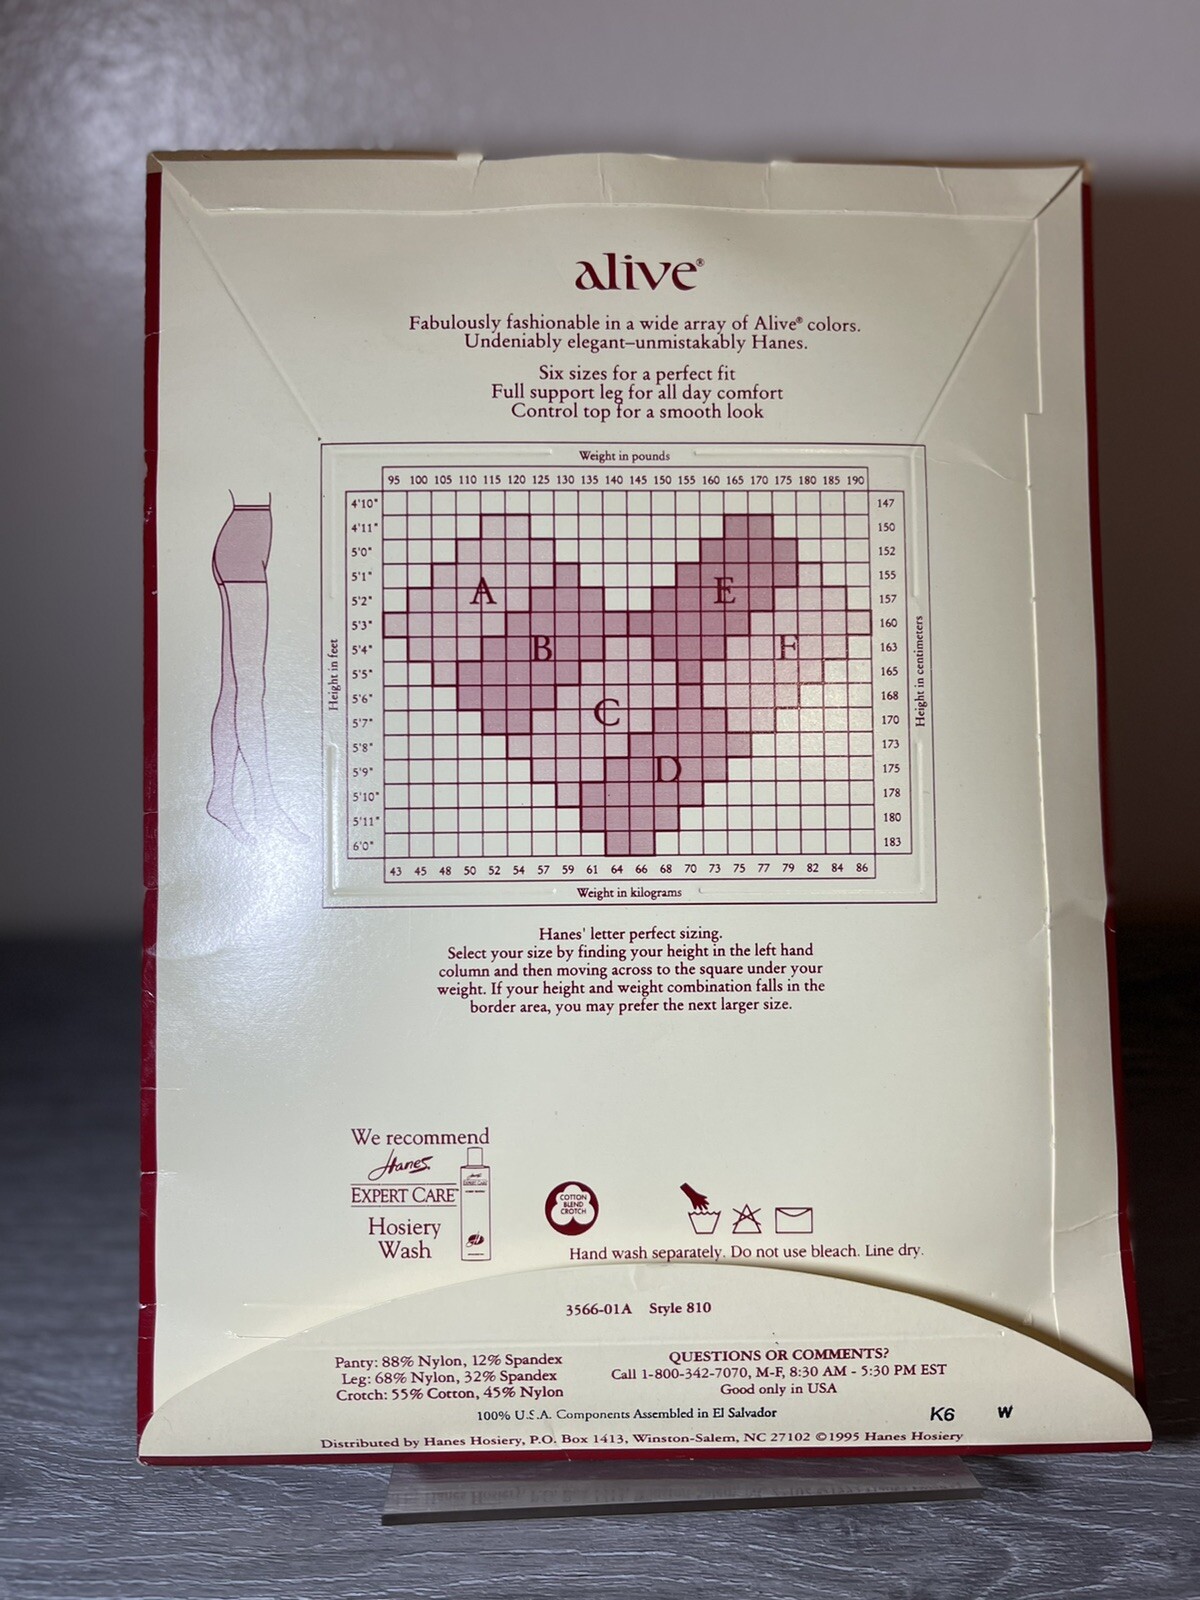 alive®
Fabulously fashionable in a wide array of Alive® colors.
Undeniably elegant–unmistakably Hanes.
Six sizes for a perfect fit
Full support leg for all day comfort
Control top for a smooth look
Weight in pounds
95 100 105 110 115 120 125 130 135 140 145 150 155 160 165 170 175 180 185 190
4'10" 147
4'11" 150
5'0" 152
5'1" 155
A E
5'2" 157
5'3" 160
B F
5'4" 163
5'5" 165
5'6" 168
C
5'7" 170
5'8" 173
D
5'9" 175
5'10" 178
5'11" 180
6'0" 183
Height in feet
Height in centimeters
43 45 48 50 52 54 57 59 61 64 66 68 70 73 75 77 79 82 84 86
Weight in kilograms
Hanes' letter perfect sizing.
Select your size by finding your height in the left hand
column and then moving across to the square under your
weight. If your height and weight combination falls in the
border area, you may prefer the next larger size.
We recommend
Hanes
EXPERT CARE™
Hosiery
Wash
COTTON
BLEND
CROTCH
Hand wash separately. Do not use bleach. Line dry.
3566-01A Style 810
Panty: 88% Nylon, 12% Spandex
Leg: 68% Nylon, 32% Spandex
Crotch: 55% Cotton, 45% Nylon
QUESTIONS OR COMMENTS?
Call 1-800-342-7070, M-F, 8:30 AM - 5:30 PM EST
Good only in USA
100% U.S.A. Components Assembled in El Salvador
K6 W
Distributed by Hanes Hosiery, P.O. Box 1413, Winston-Salem, NC 27102 ©1995 Hanes Hosiery